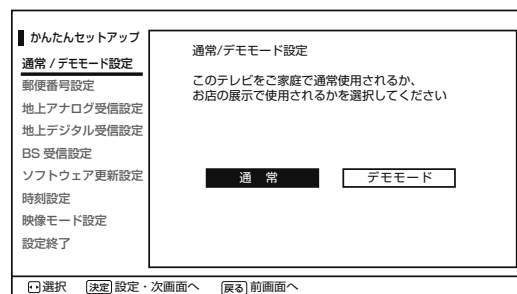 かんたんセットアップ
通常 / デモモード設定
郵便番号設定
地上アナログ受信設定
地上デジタル受信設定
BS 受信設定
ソフトウェア更新設定
時刻設定
映像モード設定
設定終了
通常/デモモード設定
このテレビをご家庭で通常使用されるか、
お店の展示で使用されるかを選択してください
通 常 デモモード
選択 決定 設定・次画面へ 戻る 前画面へ